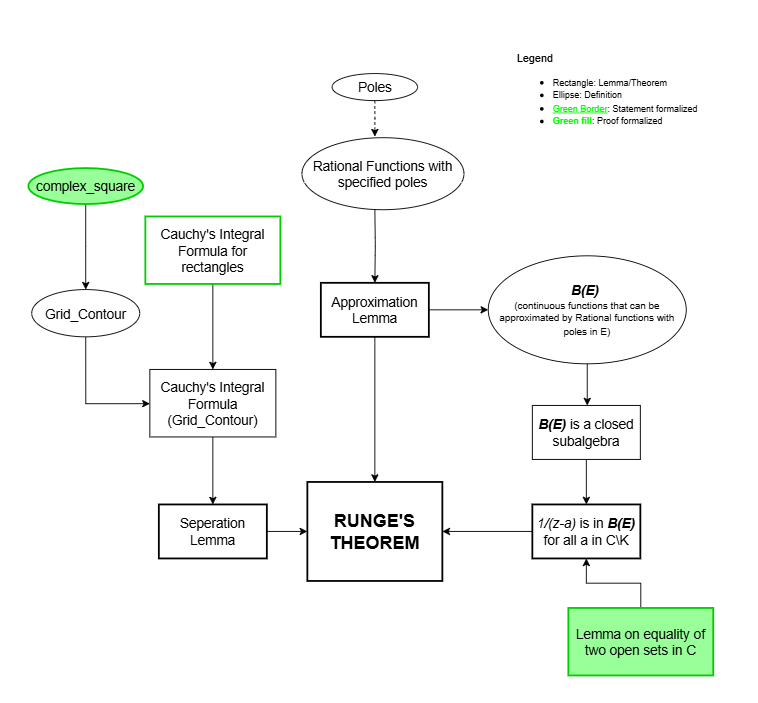 Legend
Rectangle: Lemma/Theorem
Ellipse: Definition
Green Border: Statement formalized
Green fill: Proof formalized
Poles
Rational Functions with
specified poles
complex_square
Cauchy's Integral
Formula for
rectangles
Grid_Contour
Approximation
Lemma
B(E)
(continuous functions that can be
approximated by Rational functions with
poles in E)
Cauchy's Integral
Formula
(Grid_Contour)
B(E) is a closed
subalgebra
Seperation
Lemma
RUNGE'S
THEOREM
1/(z-a) is in B(E)
for all a in C\K
Lemma on equality of
two open sets in C